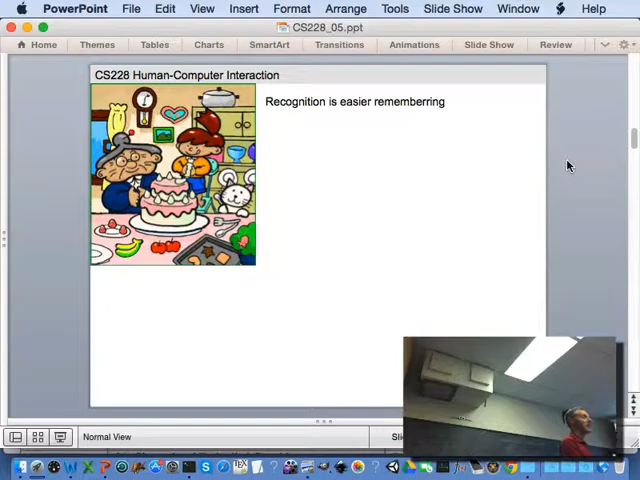 PowerPoint File Edit View Insert Format Arrange Tools Slide Show Window Help
CS228_05.ppt
Home Themes Tables Charts SmartArt Transitions Animations Slide Show Review
CS228 Human-Computer Interaction
Recognition is easier rememberring
Normal View